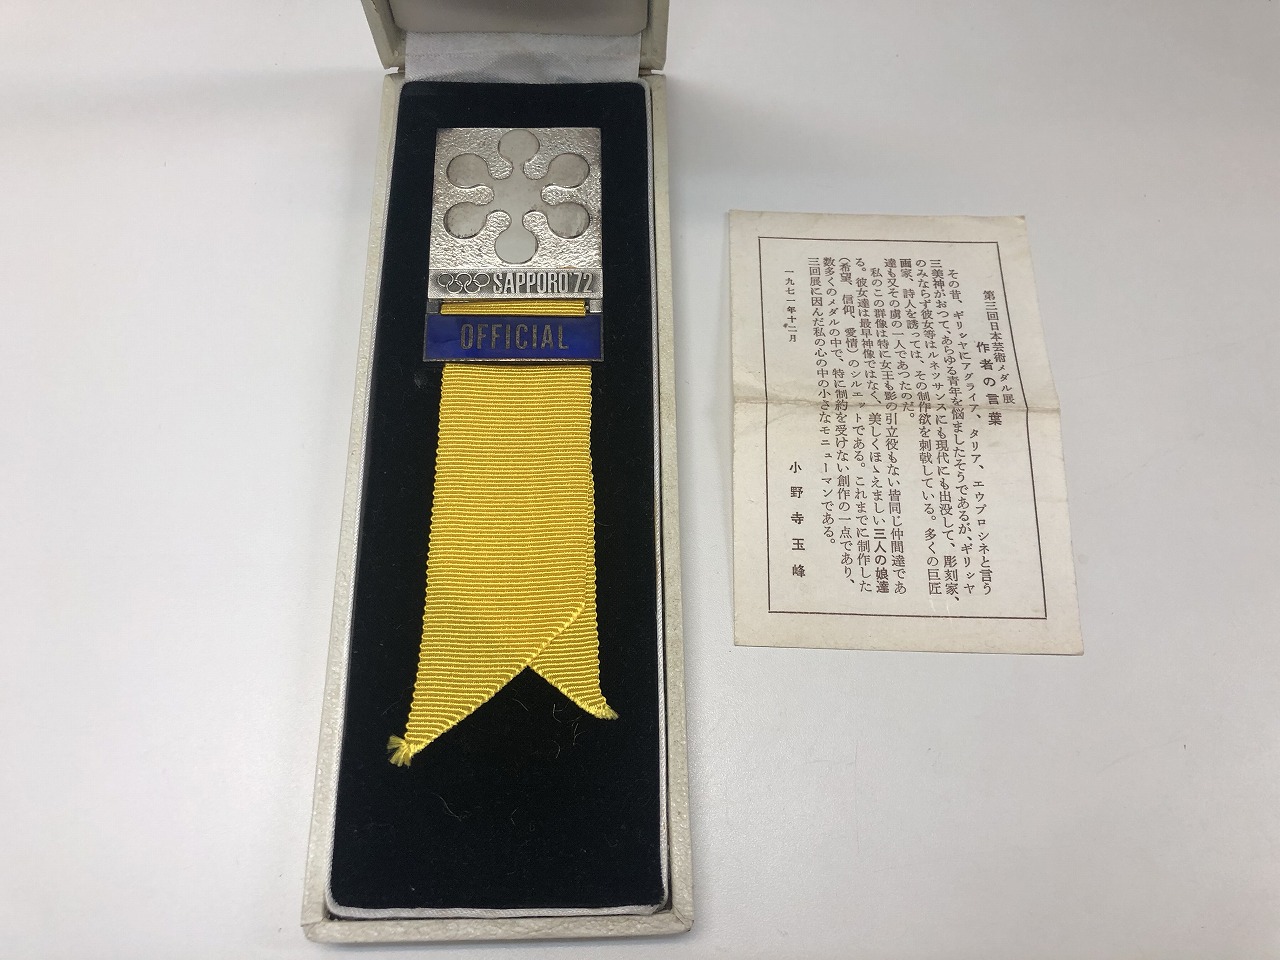 SAPPORO'72
OFFICIAL
第三回日本芸術メダル展
作者の言葉
その昔、ギリシヤにアグライア、タリア、エウプロシネと言う
三美神がおつて、あらゆる青年を悩ましたそうであるが、ギリシヤ
のみならず彼女等はルネッサンスにも現代にも出没して、彫刻家、
画家、詩人を誘っては、その制作欲を刺戟している。多くの巨匠
達も又その虜の一人であつたのだ。
私のこの群像は特に女王も影の引立役もない皆同じ仲間達であ
る。彼女達は最早神像ではなく、美しくほゝえましい三人の娘達
(希望、信仰、愛情)のシルエットである。これまでに制作した
数多くのメダルの中で、特に制約を受けない創作の一点であり、
三回展に因んだ私の心の中の小さなモニューマンである。
一九七一年十二月
小野寺玉峰